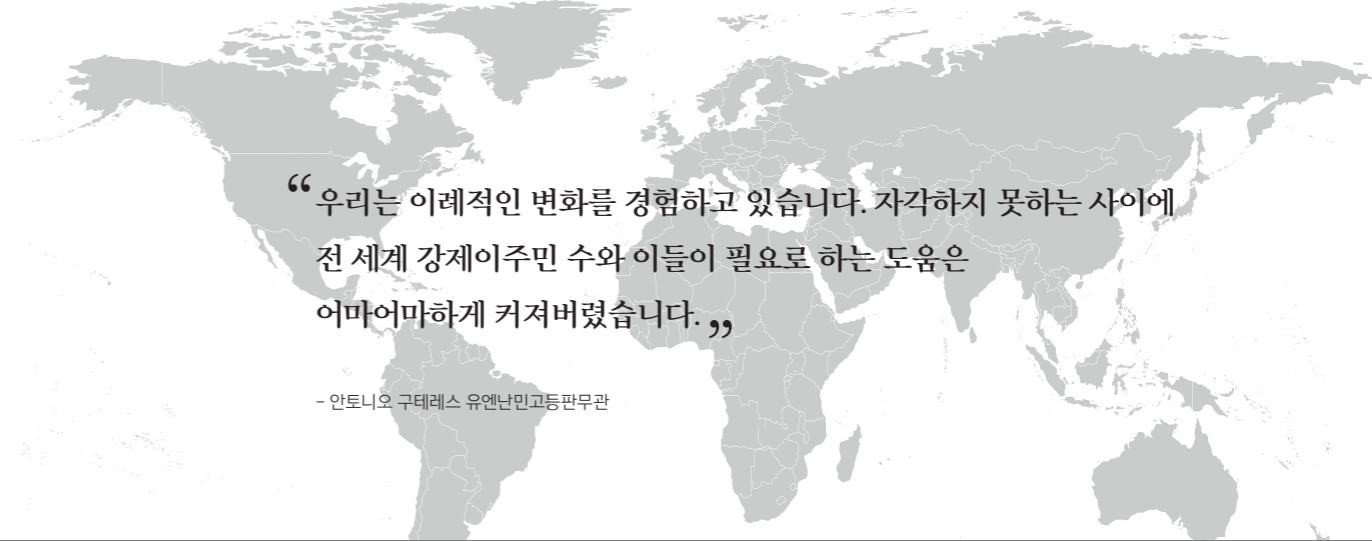 “우리는 이례적인 변화를 경험하고 있습니다. 자각하지 못하는 사이에
전 세계 강제이주민 수와 이들이 필요로 하는 도움은
어마어마하게 커져버렸습니다.”
– 안토니오 구테레스 유엔난민고등판무관